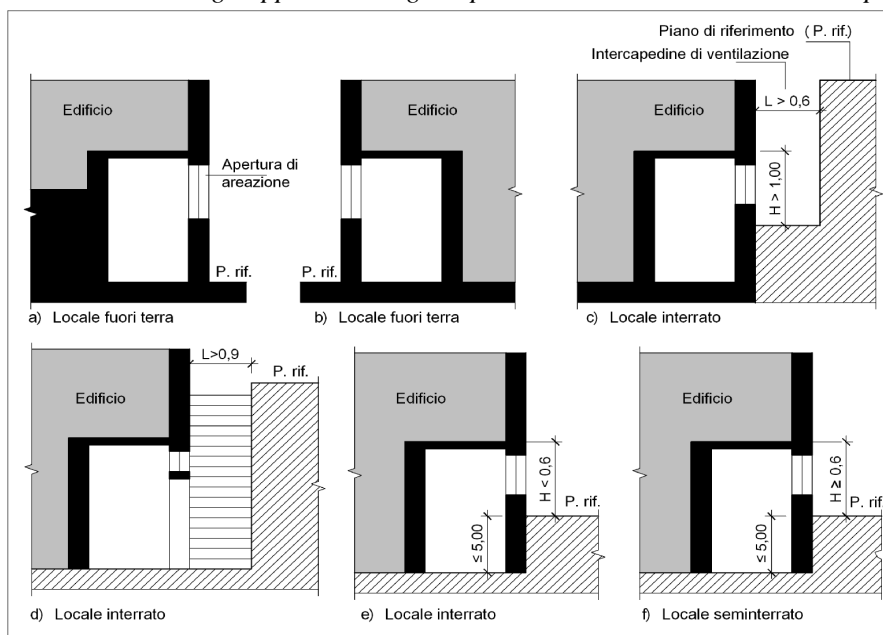 Piano di riferimento (P. rif.)
Intercapedine di ventilazione
L > 0,6
Edificio
Apertura di
areazione
P. rif.
Edificio
P. rif.
Edificio
H > 1,00
a) Locale fuori terra
b) Locale fuori terra
c) Locale interrato
L>0,9
P. rif.
Edificio
Edificio
H < 0,6
P. rif.
≤ 5,00
Edificio
H ≥ 0,6
P. rif.
≤ 5,00
d) Locale interrato
e) Locale interrato
f) Locale seminterrato